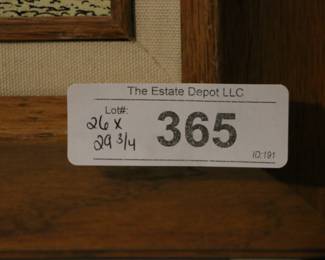 The Estate Depot LLC
Lot#:
26 x
29 3/4
365
ID:191